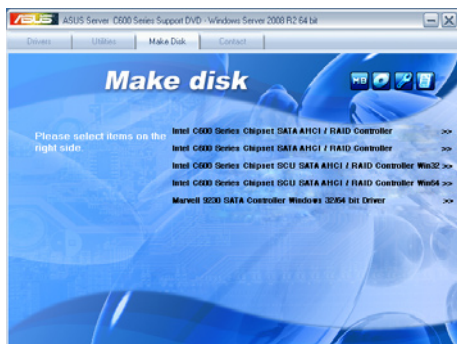 ASUS ASUS Server C600 Series Support DVD - Windows Server 2008 R2 64 bit
Drivers Utilities Make Disk Contact
Make disk
Please select items on the
right side.
Intel C600 Series Chipset SATA AHCI / RAID Controller >>
Intel C600 Series Chipset SATA AHCI / RAID Controller >>
Intel C600 Series Chipset SCU SATA AHCI / RAID Controller Win32 >>
Intel C600 Series Chipset SCU SATA AHCI / RAID Controller Win64 >>
Marvell 9230 SATA Controller Windows 32/64 bit Driver >>